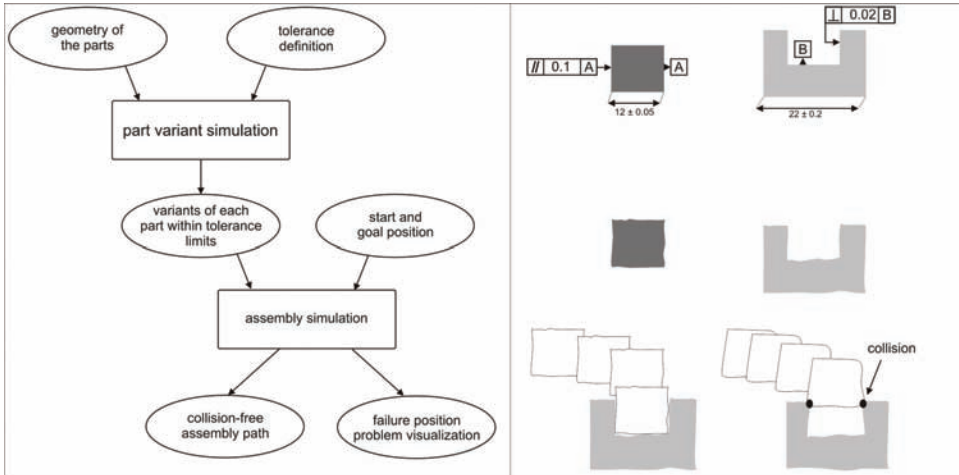 geometry of
the parts
tolerance
definition
part variant simulation
variants of each
part within tolerance
limits
start and
goal position
assembly simulation
collision-free
assembly path
failure position
problem visualization
// 0.1 A
A
12 ± 0.05
⊥ 0.02 B
B
22 ± 0.2
collision